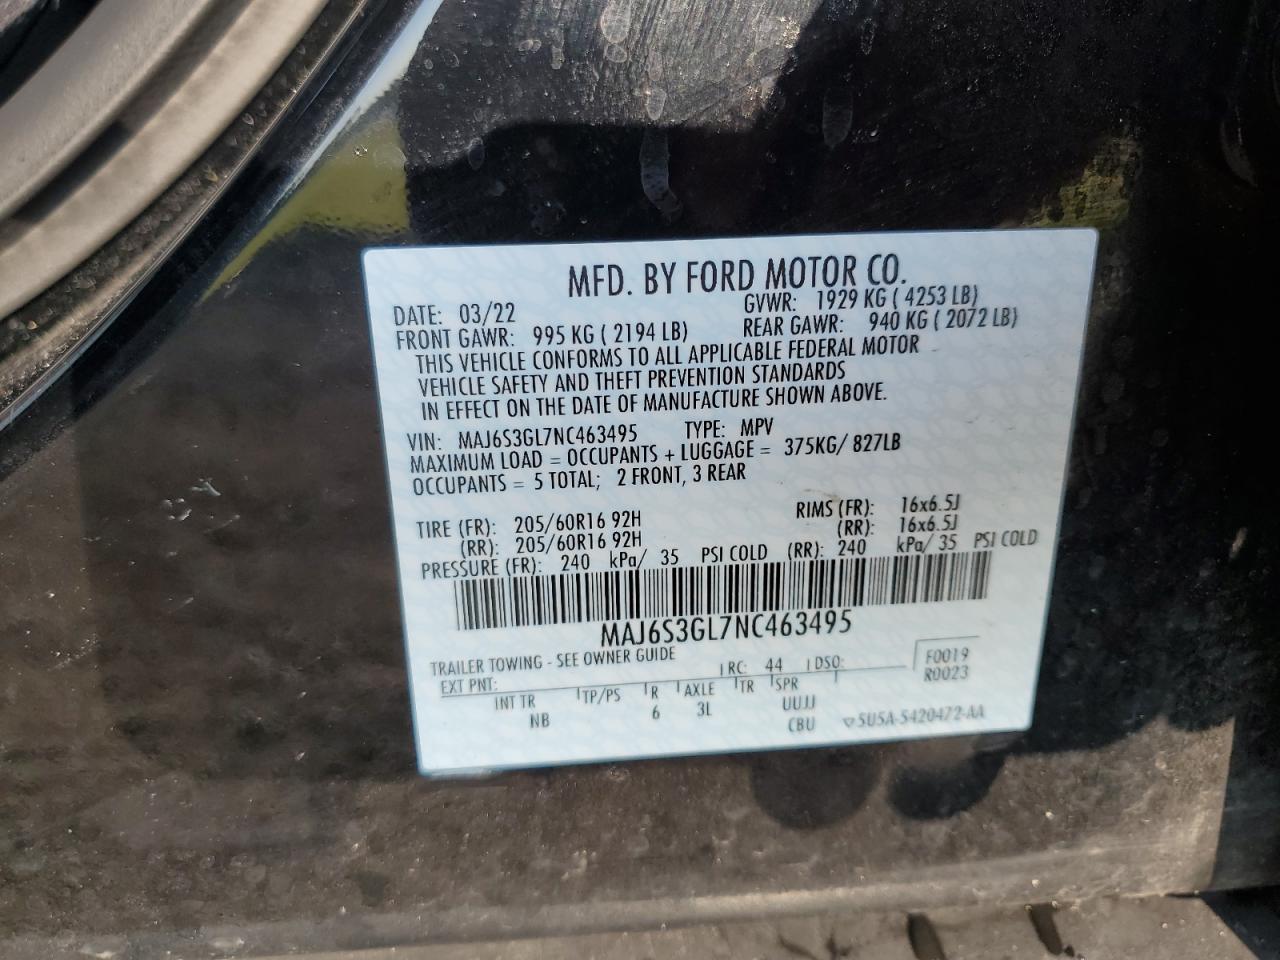 MFD. BY FORD MOTOR CO.
DATE: 03/22 GVWR: 1929 KG ( 4253 LB)
FRONT GAWR: 995 KG ( 2194 LB) REAR GAWR: 940 KG ( 2072 LB)
THIS VEHICLE CONFORMS TO ALL APPLICABLE FEDERAL MOTOR
VEHICLE SAFETY AND THEFT PREVENTION STANDARDS
IN EFFECT ON THE DATE OF MANUFACTURE SHOWN ABOVE.
VIN: MAJ6S3GL7NC463495 TYPE: MPV
MAXIMUM LOAD = OCCUPANTS + LUGGAGE = 375KG/ 827LB
OCCUPANTS = 5 TOTAL; 2 FRONT, 3 REAR
TIRE (FR): 205/60R16 92H RIMS (FR): 16x6.5J
(RR): 205/60R16 92H (RR): 16x6.5J
PRESSURE (FR): 240 kPa/ 35 PSI COLD (RR): 240 kPa/ 35 PSI COLD
MAJ6S3GL7NC463495
TRAILER TOWING - SEE OWNER GUIDE
EXT PNT: RC: 44 DSO: F0019
R0023
INT TR TP/PS R AXLE TR SPR
NB 6 3L UUJJ
CBU 5U5A-5420472-AA